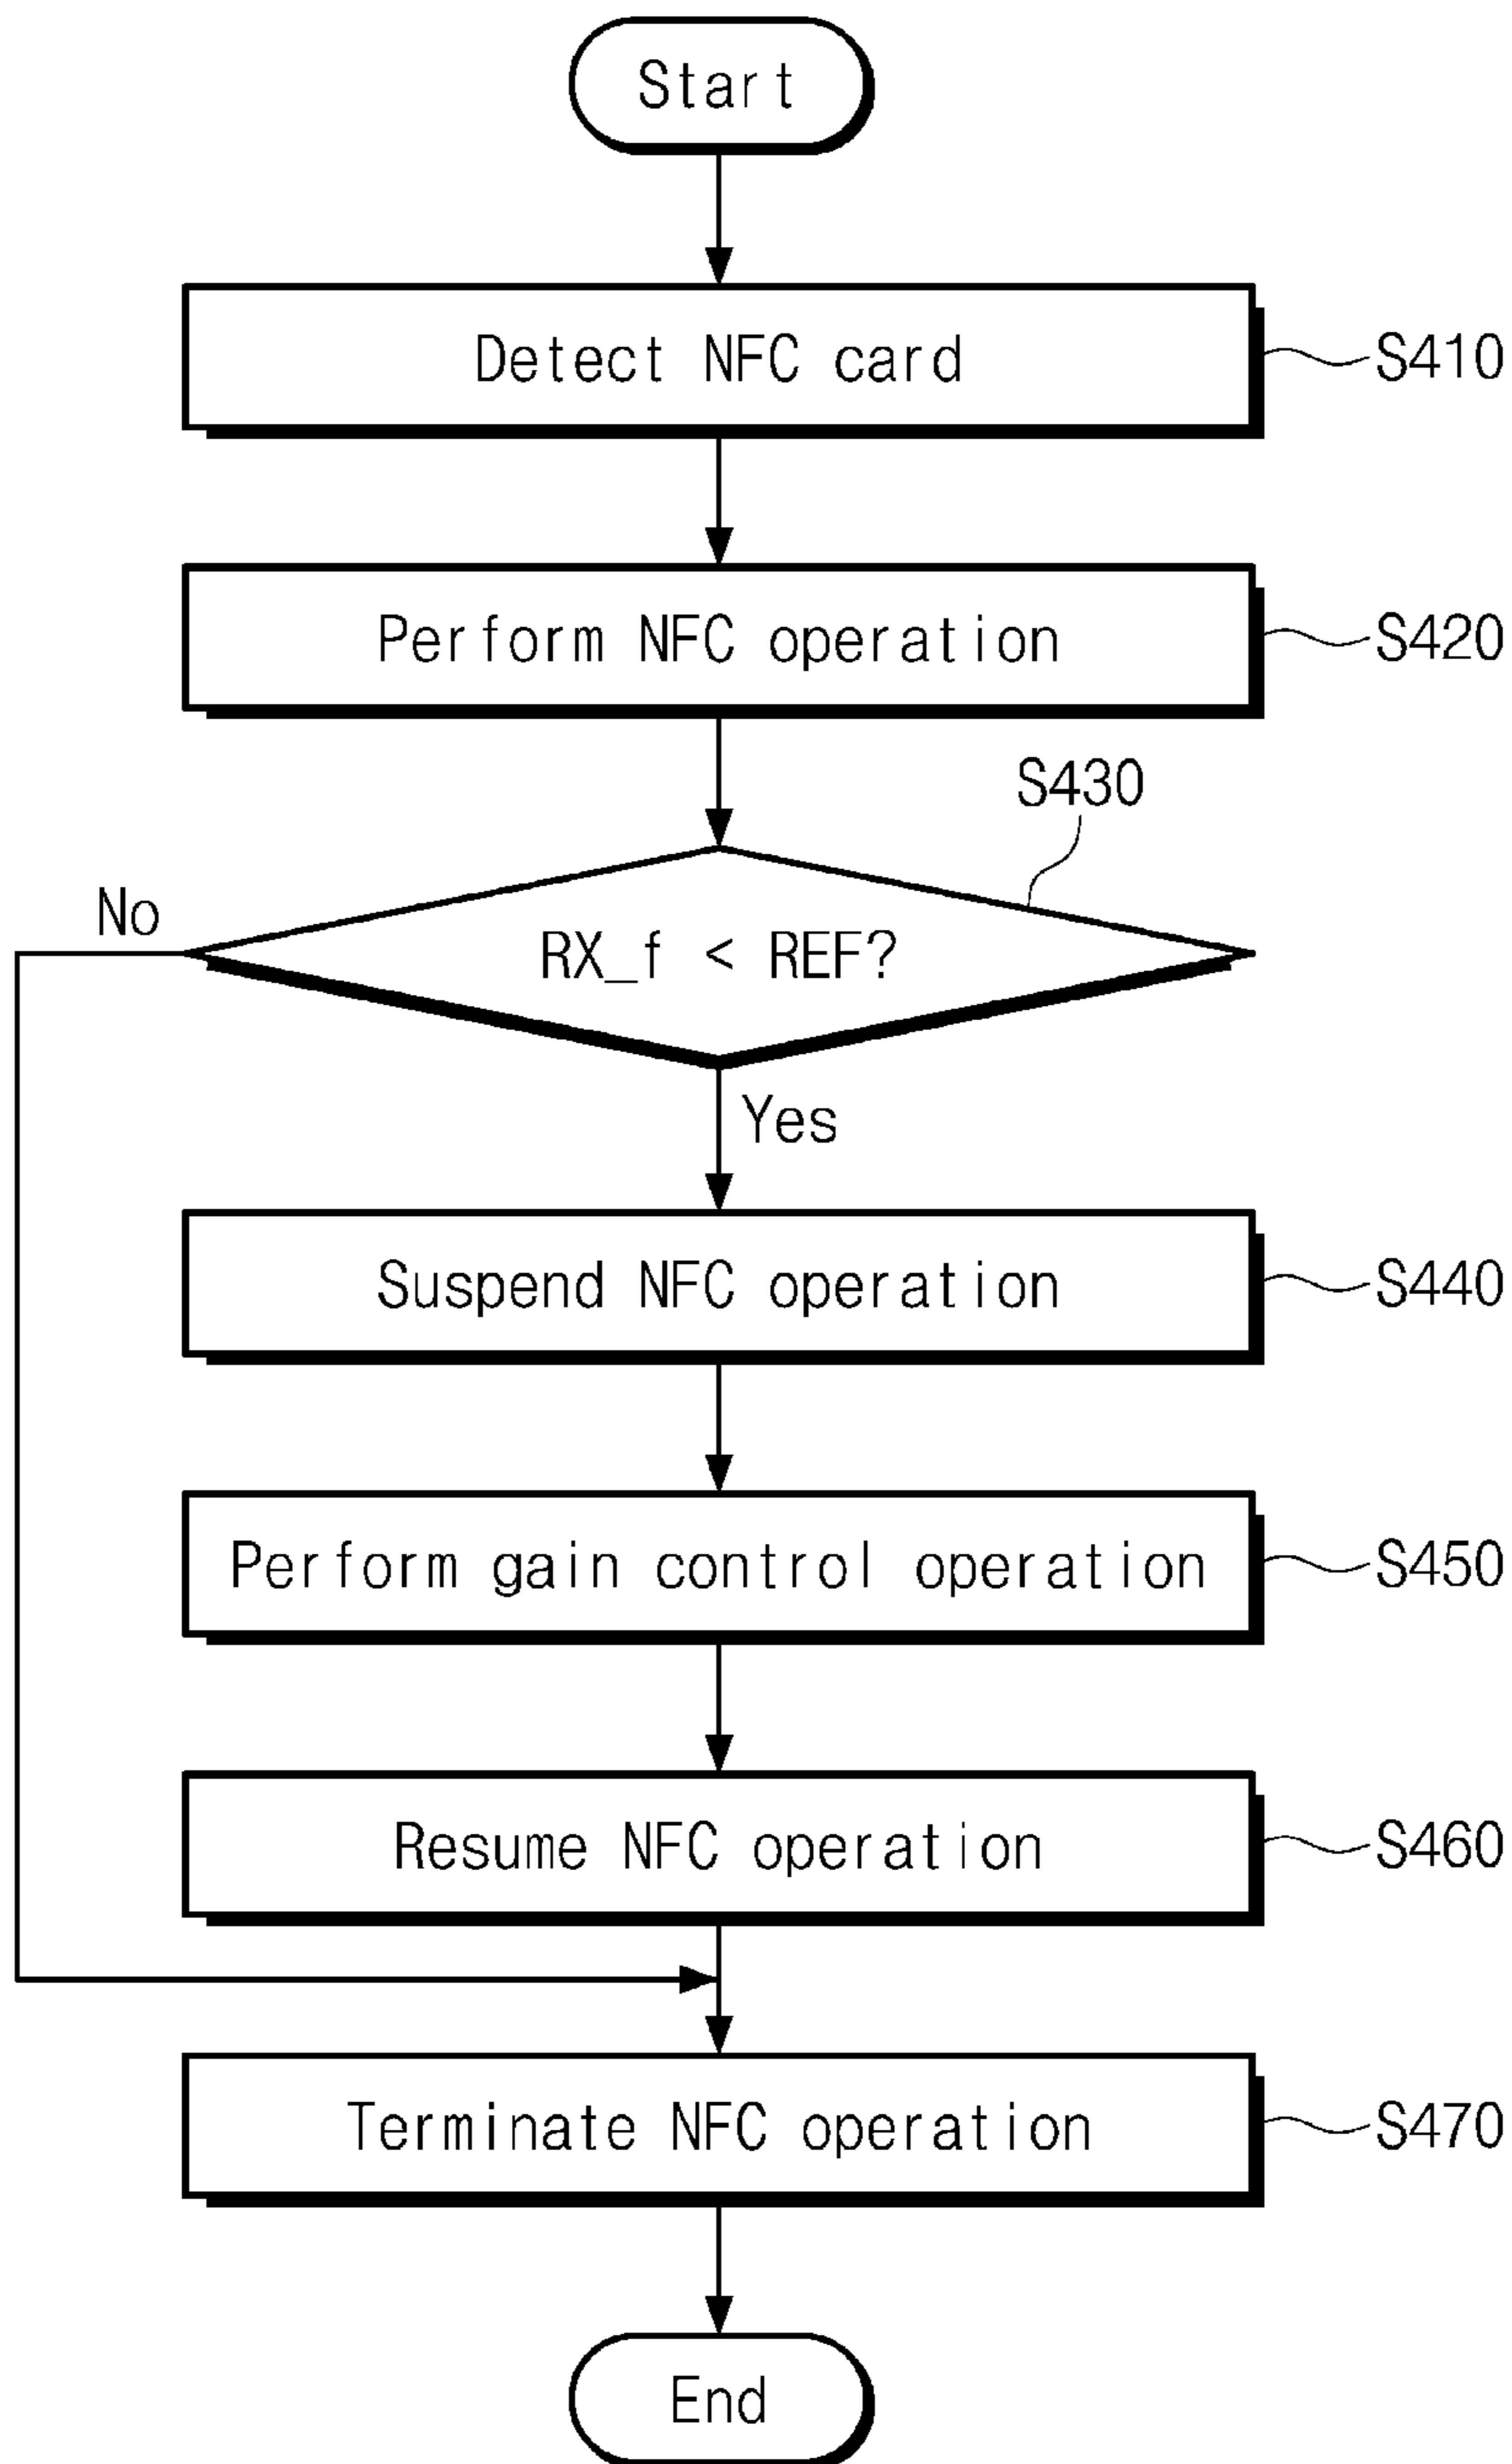 Start
Detect NFC card
S410
Perform NFC operation
S420
S430
No
RX_f < REF?
Yes
Suspend NFC operation
S440
Perform gain control operation
S450
Resume NFC operation
S460
Terminate NFC operation
S470
End